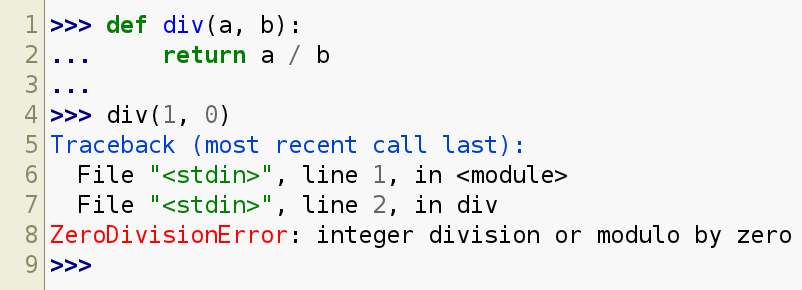 1 >>> def div(a, b):
2 ...     return a / b
3 ...
4 >>> div(1, 0)
5 Traceback (most recent call last):
6   File "<stdin>", line 1, in <module>
7   File "<stdin>", line 2, in div
8 ZeroDivisionError: integer division or modulo by zero
9 >>>